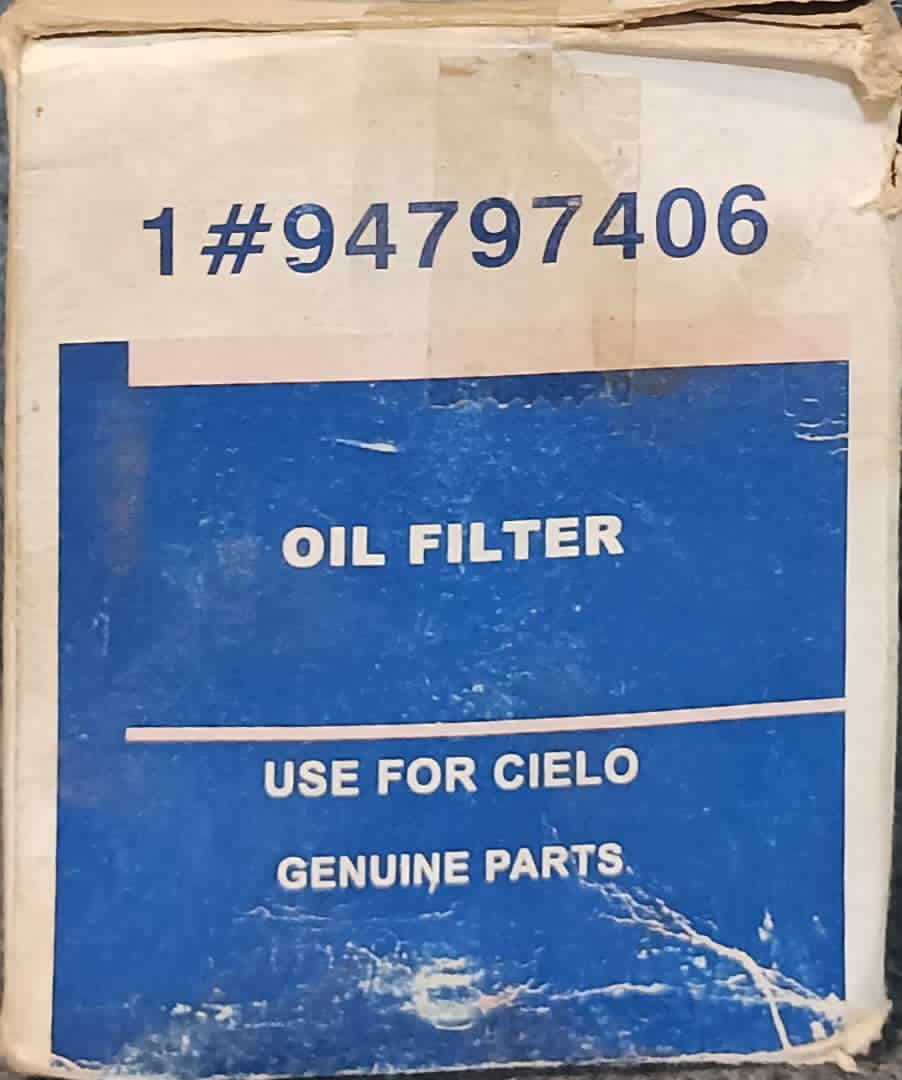 1#94797406
OIL FILTER
USE FOR CIELO
GENUINE PARTS